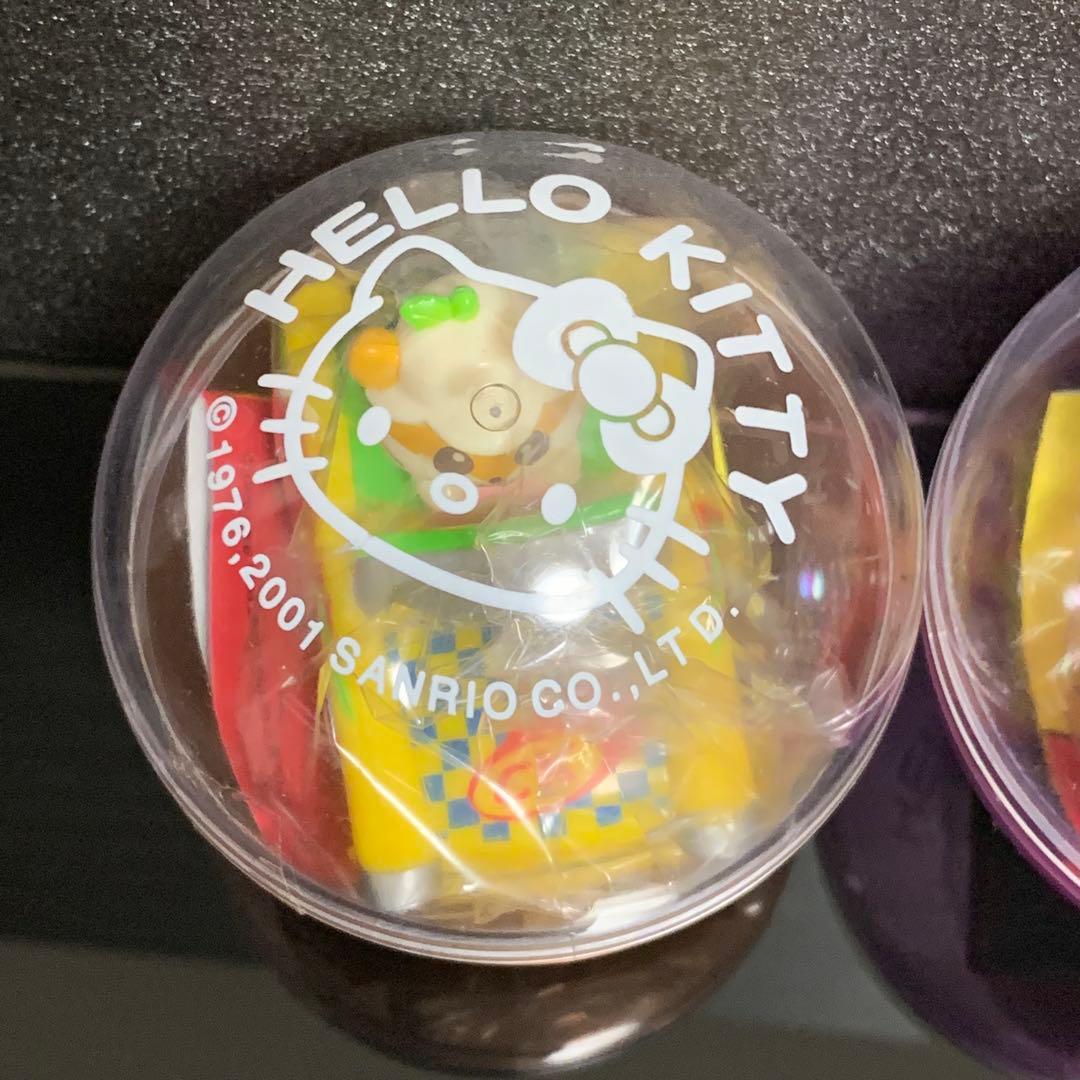 HELLO KITTY
©1976,2001 SANRIO CO.,LTD.